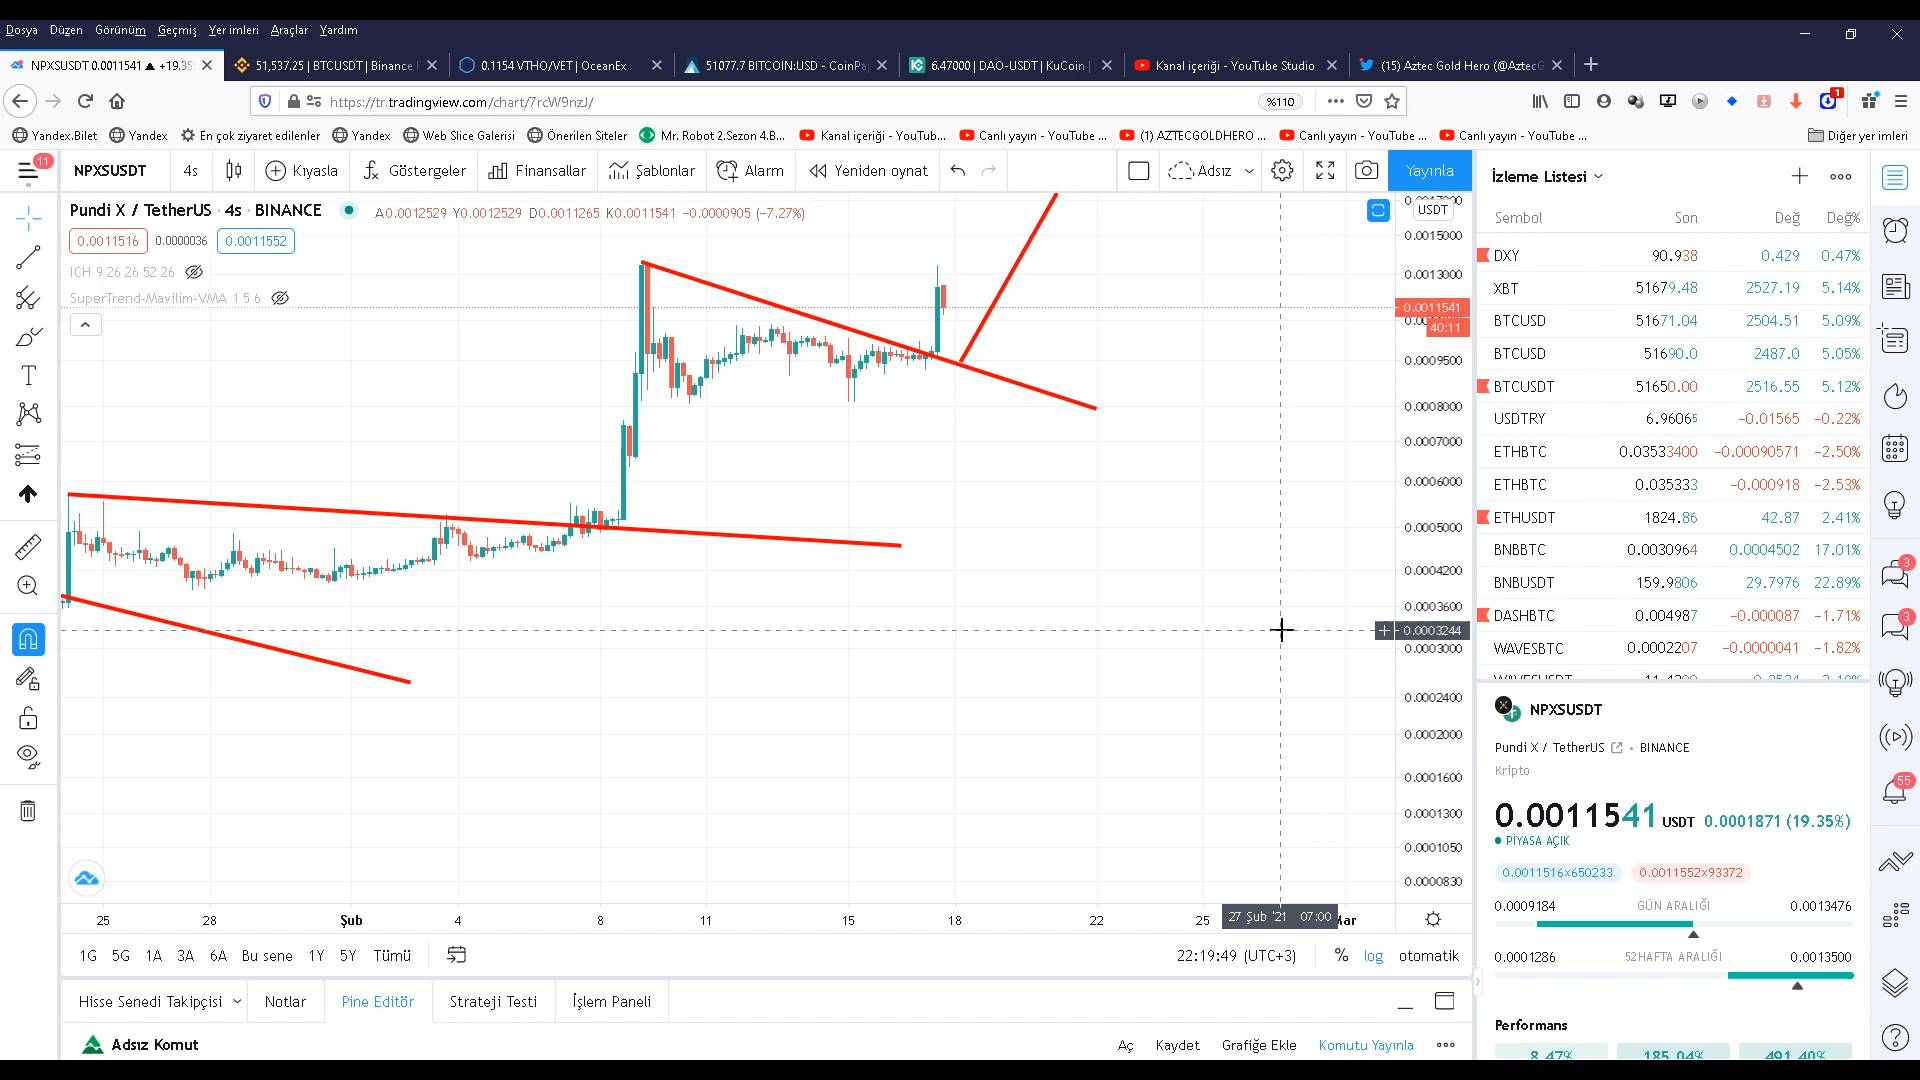 Dosya Düzen Görünüm Geçmiş Yer imleri Araçlar Yardım
NPXSUSDT 0.0011541 ▲ +19.35 51,537.25 | BTCUSDT | Binance 0.1154 VTHO/VET | OceanEx 51077.7 BITCOIN:USD - CoinPa 6.47000 | DAO-USDT | KuCoin | Kanal içeriği - YouTube Studio (15) Aztec Gold Hero (@AztecG
https://tr.tradingview.com/chart/7rcW9nzJ/ %110 1
Yandex.Bilet Yandex En çok ziyaret edilenler Yandex Web Slice Galerisi Önerilen Siteler Mr. Robot 2.Sezon 4.B... Kanal içeriği - YouTub... Canlı yayın - YouTube ... (1) AZTECGOLDHERO ... Canlı yayın - YouTube ... Canlı yayın - YouTube ... Diğer yer imleri
11 NPXSUSDT 4s Kıyasla Göstergeler Finansallar Şablonlar Alarm Yeniden oynat Adsız Yayınla
Pundi X / TetherUS · 4s · BINANCE A0.0012529 Y0.0012529 D0.0011265 K0.0011541 −0.0000905 (−7.27%)
0.0011516 0.0000036 0.0011552
ICH 9 26 26 52 26
SuperTrend-Mavilim-VMA 1 5 6
USDT
0.0015000
0.0013000
0.0011541
40:11
0.0009500
0.0008000
0.0007000
0.0006000
0.0005000
0.0004200
0.0003600
0.0003244
0.0003000
0.0002400
0.0002000
0.0001600
0.0001300
0.0001050
0.0000830
25 28 Şub 4 8 11 15 18 22 25 27 Şub '21 07:00 Mar
1G 5G 1A 3A 6A Bu sene 1Y 5Y Tümü 22:19:49 (UTC+3) % log otomatik
Hisse Senedi Takipçisi Notlar Pine Editör Strateji Testi İşlem Paneli
Adsız Komut Aç Kaydet Grafiğe Ekle Komutu Yayınla
İzleme Listesi
Sembol Son Değ Değ%
DXY 90.938 0.429 0.47%
XBT 51679.48 2527.19 5.14%
BTCUSD 51671.04 2504.51 5.09%
BTCUSD 51690.0 2487.0 5.05%
BTCUSDT 51650.00 2516.55 5.12%
USDTRY 6.96065 −0.01565 −0.22%
ETHBTC 0.03533400 −0.00090571 −2.50%
ETHBTC 0.035333 −0.000918 −2.53%
ETHUSDT 1824.86 42.87 2.41%
BNBBTC 0.0030964 0.0004502 17.01%
BNBUSDT 159.9806 29.7976 22.89%
DASHBTC 0.004987 −0.000087 −1.71%
WAVESBTC 0.0002207 −0.0000041 −1.82%
NPXSUSDT
Pundi X / TetherUS • BINANCE
Kripto
0.0011541 USDT 0.0001871 (19.35%)
PİYASA AÇIK
0.0011516×650233 0.0011552×93372
0.0009184 GÜN ARALIĞI 0.0013476
0.0001286 52HAFTA ARALIĞI 0.0013500
Performans
8.47% 185.04% 491.40%
3
3
55